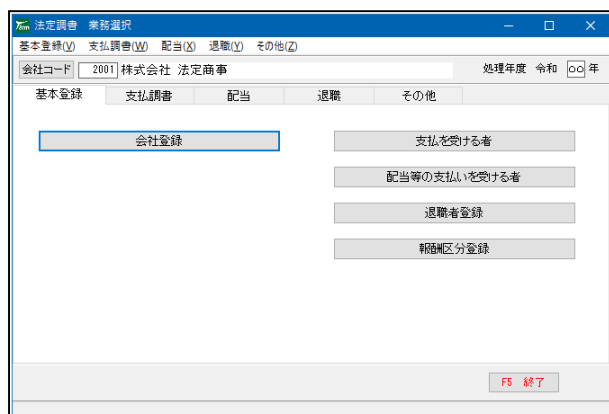 Tkm 法定調書 業務選択
基本登録(V) 支払調書(W) 配当(X) 退職(Y) その他(Z)
会社コード 2001 株式会社 法定商事 処理年度 令和 ○○ 年
基本登録 支払調書 配当 退職 その他
会社登録 支払を受ける者
配当等の支払いを受ける者
退職者登録
報酬区分登録
F5 終了